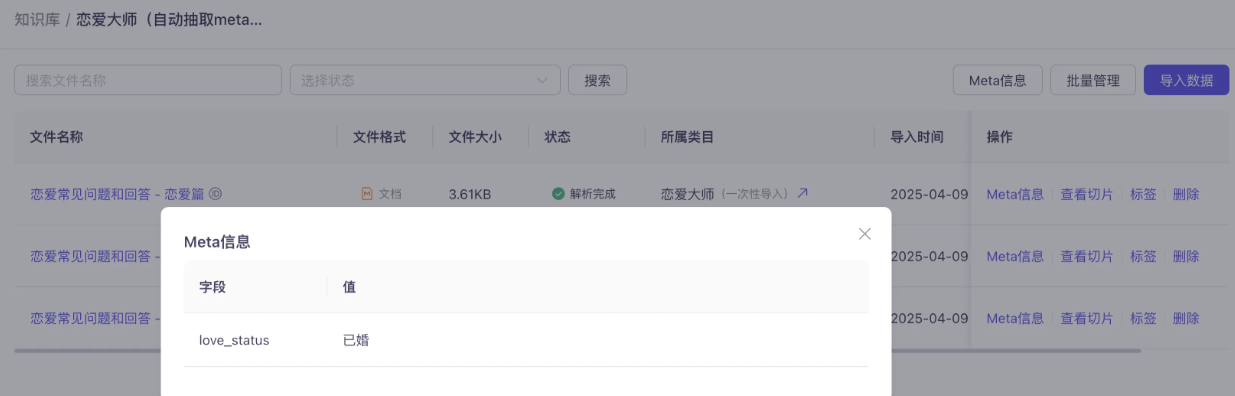 知识库 / 恋爱大师（自动抽取meta...
搜索文件名称 选择状态 搜索 Meta信息 批量管理 导入数据
文件名称 文件格式 文件大小 状态 所属类目 导入时间 操作
恋爱常见问题和回答 - 恋爱篇 文档 3.61KB 解析完成 恋爱大师（一次性导入） 2025-04-09 Meta信息 查看切片 标签 删除
Meta信息
恋爱常见问题和回答 - 2025-04-09 Meta信息 查看切片 标签 删除
字段 值
恋爱常见问题和回答 - 2025-04-09 Meta信息 查看切片 标签 删除
love_status 已婚